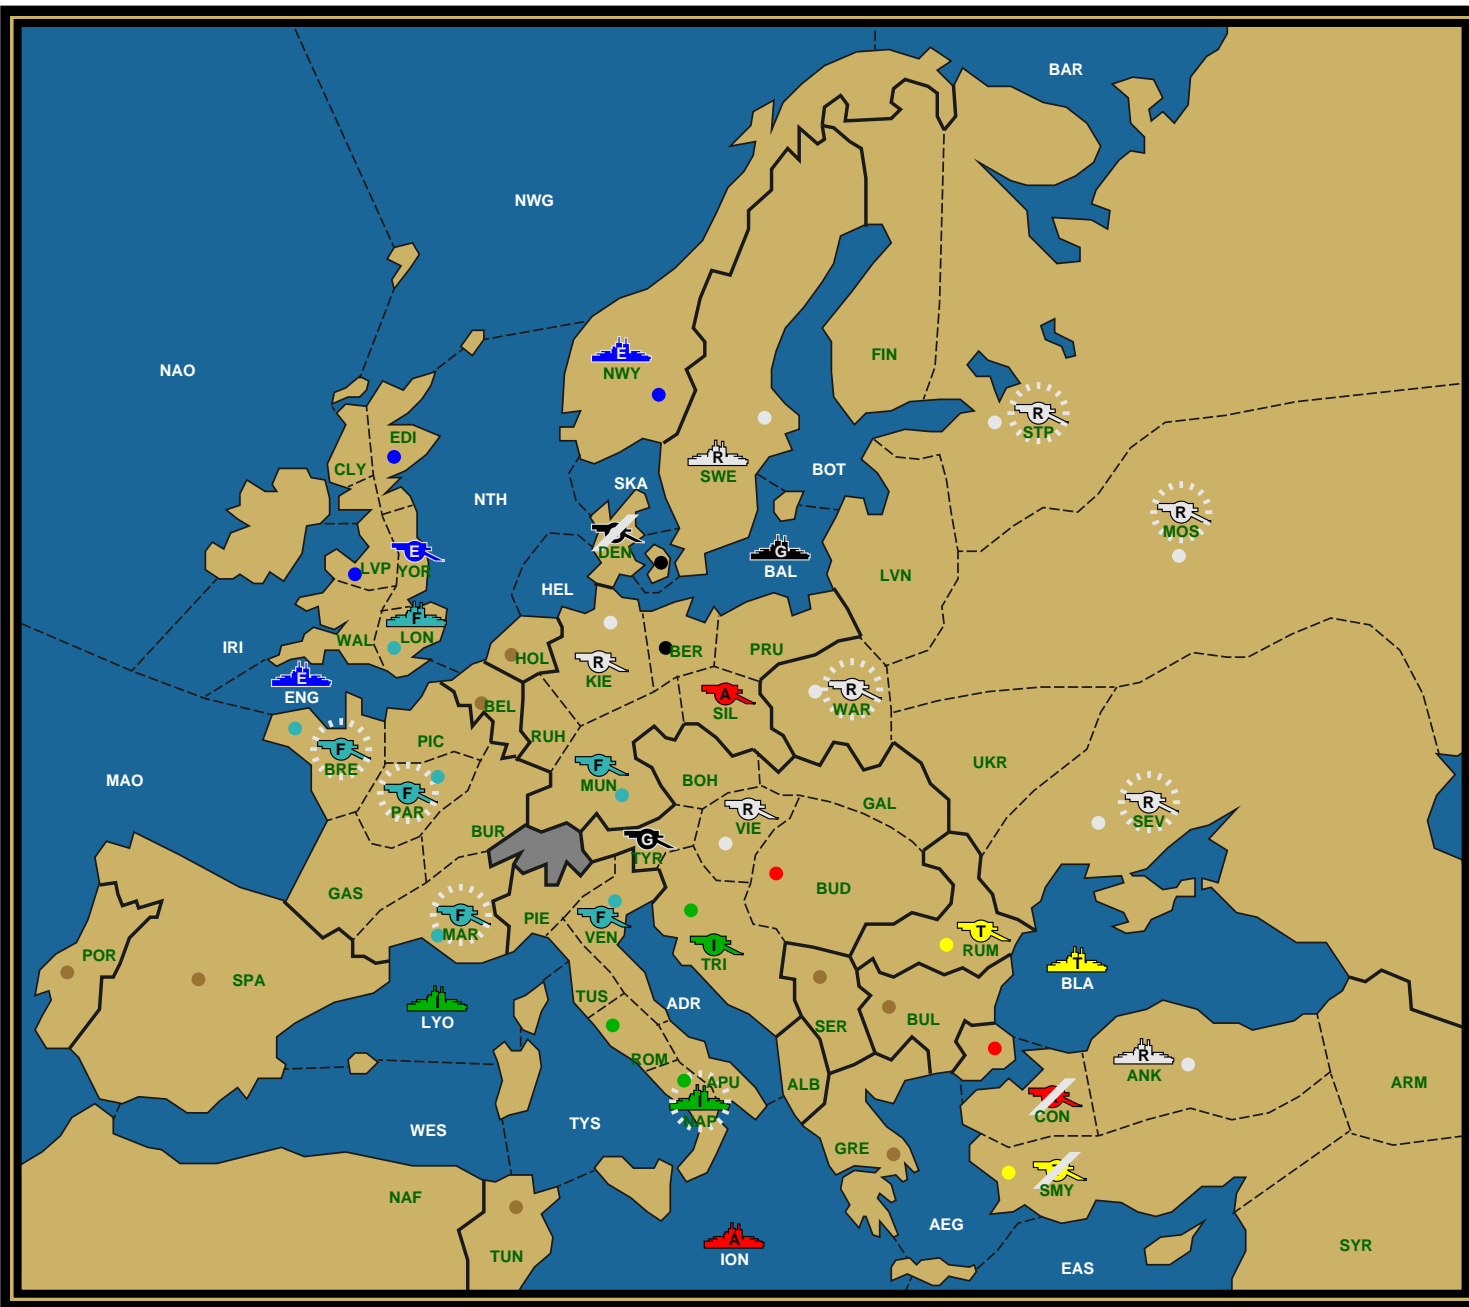 BAR
NWG
NAO
E
NWY
FIN
R
STP
EDI
CLY
R
SWE
SKA
BOT
NTH
R
MOS
DEN
G
BAL
E
LVP YOR
HEL
LVN
F
LON
IRI
WAL
HOL
R
KIE
BER
PRU
E
ENG
BEL
A
SIL
R
WAR
PIC
RUH
F
BRE
F
MUN
BOH
UKR
MAO
F
PAR
R
VIE
GAL
R
SEV
BUR
G
TYR
GAS
BUD
F
MAR
PIE
F
VEN
I
TRI
T
RUM
POR
SPA
T
BLA
I
LYO
TUS
ADR
SER
BUL
ROM
R
ANK
APU
ALB
ARM
I
NAP
CON
WES
TYS
GRE
SMY
NAF
AEG
TUN
A
ION
EAS
SYR